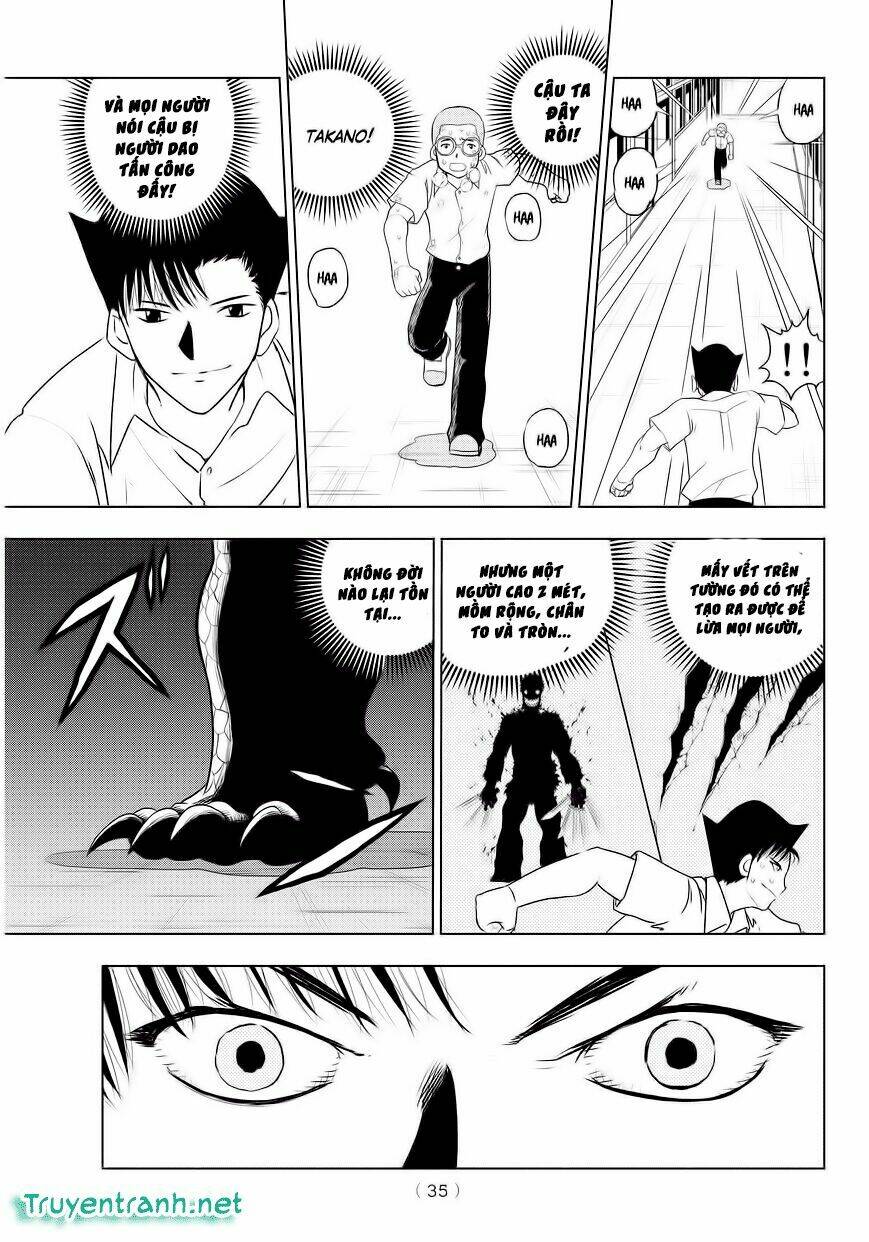 HAA
HAA
HAA
!!
CẬU TA
ĐÂY
RỒI!
TAKANO!
HAA
HAA
HAA
VÀ MỌI NGƯỜI
NÓI CẬU BỊ
NGƯỜI DAO
TẤN CÔNG
ĐẤY!
MẤY VẾT TRÊN
TƯỜNG ĐÓ CÓ THỂ
TẠO RA ĐƯỢC ĐỂ
LỪA MỌI NGƯỜI,
NHƯNG MỘT
NGƯỜI CAO 2 MÉT,
MỒM RỘNG, CHÂN
TO VÀ TRÒN...
KHÔNG ĐỜI
NÀO LẠI TỒN
TẠI...
ズ
(35)
Truyentranh.net